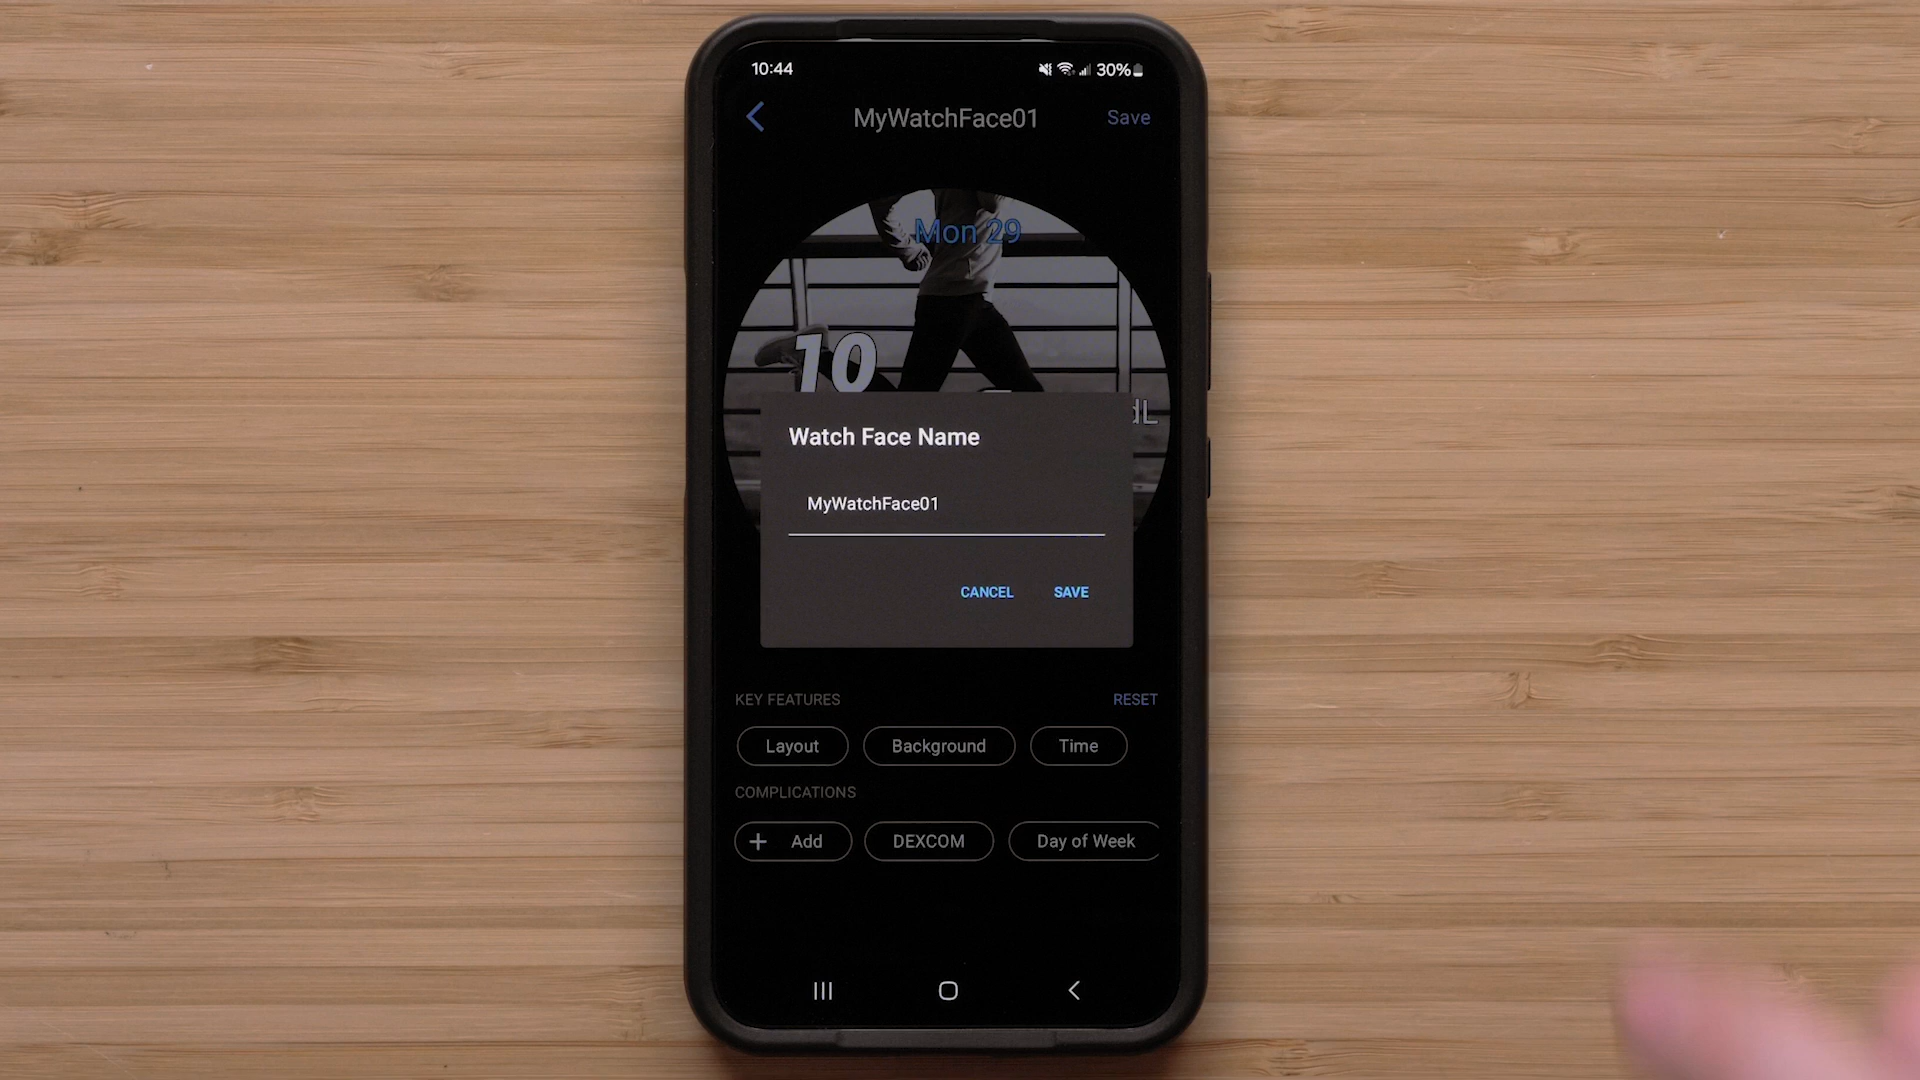 10:44
30%
MyWatchFace01
Save
Mon 29
10
dL
Watch Face Name
MyWatchFace01
CANCEL
SAVE
KEY FEATURES
RESET
Layout
Background
Time
COMPLICATIONS
+ Add
DEXCOM
Day of Week